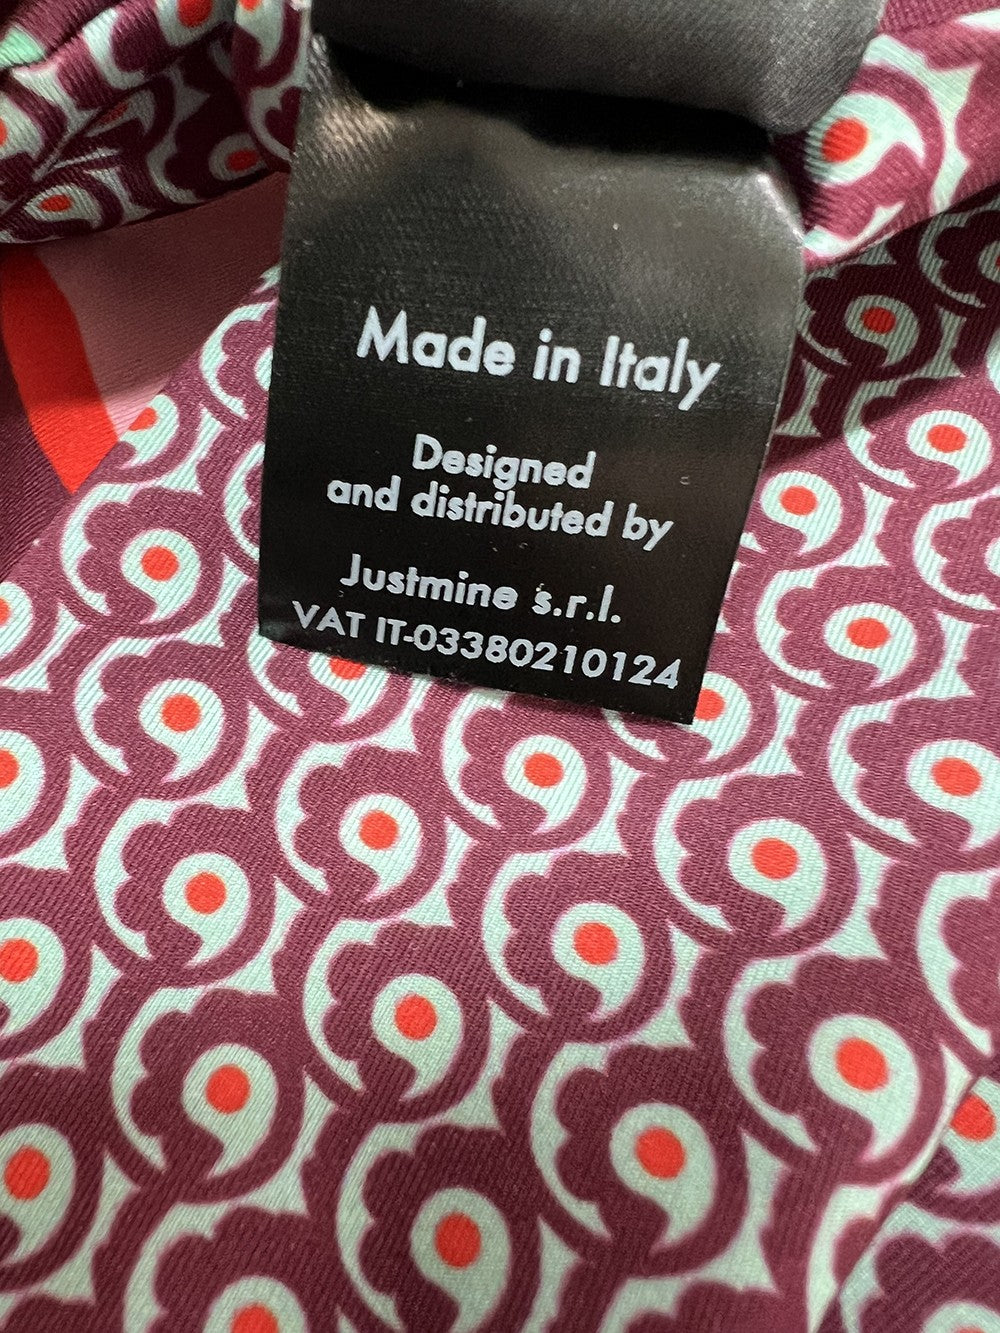 Made in Italy
Designed
and distributed by
Justmine s.r.l.
VAT IT-03380210124